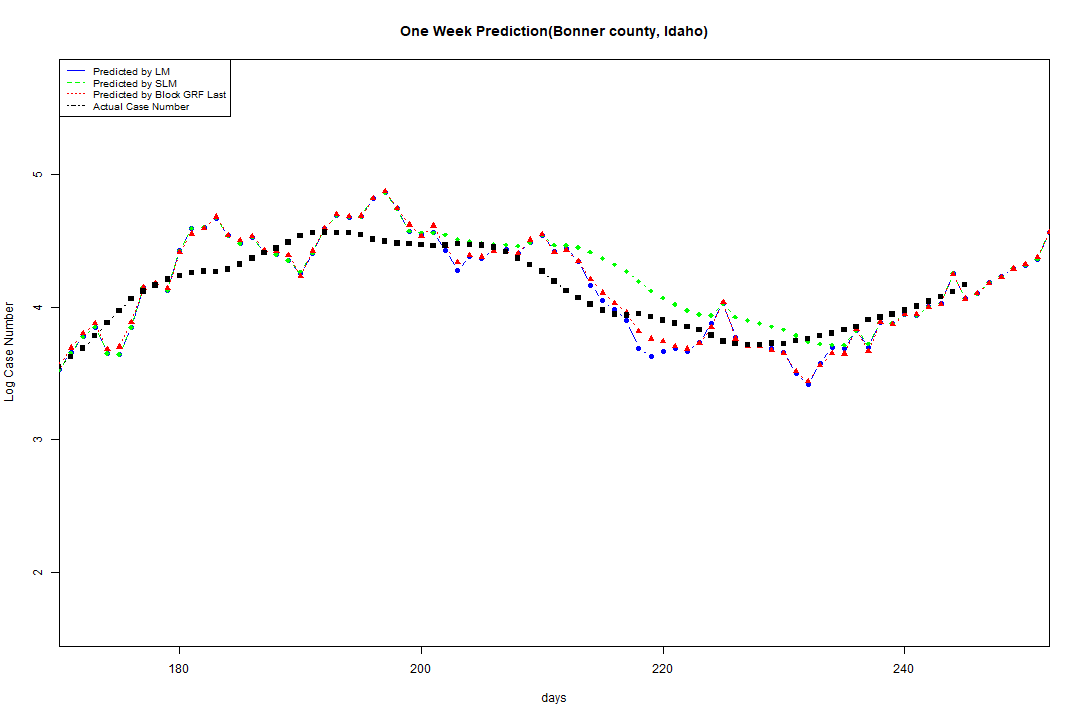 One Week Prediction(Bonner county, Idaho)
Predicted by LM
Predicted by SLM
Predicted by Block GRF Last
Actual Case Number
5
4
3
2
Log Case Number
180
200
220
240
days